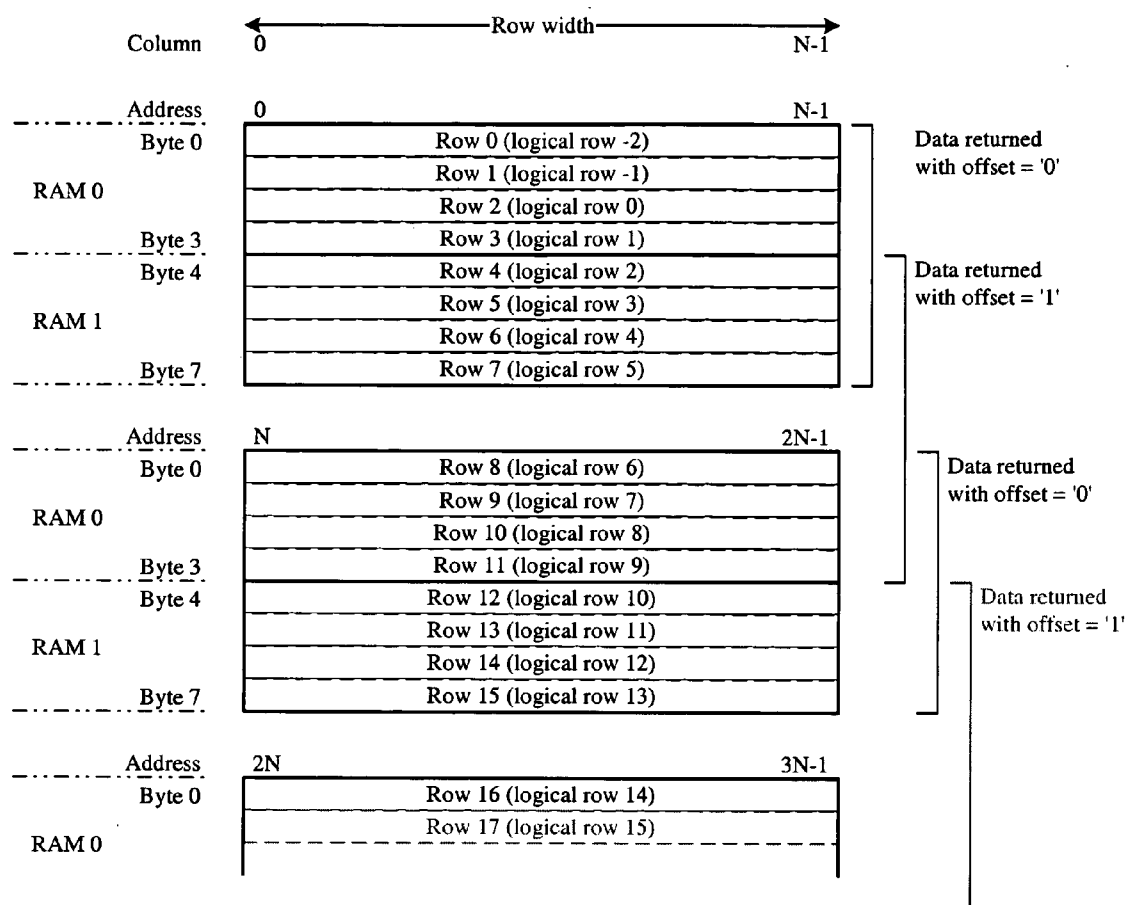 Row width
Column 0 N-1
Address 0 N-1
Byte 0 Row 0 (logical row -2) Data returned
Row 1 (logical row -1) with offset = '0'
RAM 0
Row 2 (logical row 0)
Byte 3 Row 3 (logical row 1)
Byte 4 Row 4 (logical row 2) Data returned
Row 5 (logical row 3) with offset = '1'
RAM 1
Row 6 (logical row 4)
Byte 7 Row 7 (logical row 5)
Address N 2N-1
Byte 0 Row 8 (logical row 6) Data returned
Row 9 (logical row 7) with offset = '0'
RAM 0
Row 10 (logical row 8)
Byte 3 Row 11 (logical row 9)
Byte 4 Row 12 (logical row 10) Data returned
Row 13 (logical row 11) with offset = '1'
RAM 1
Row 14 (logical row 12)
Byte 7 Row 15 (logical row 13)
Address 2N 3N-1
Byte 0 Row 16 (logical row 14)
Row 17 (logical row 15)
RAM 0